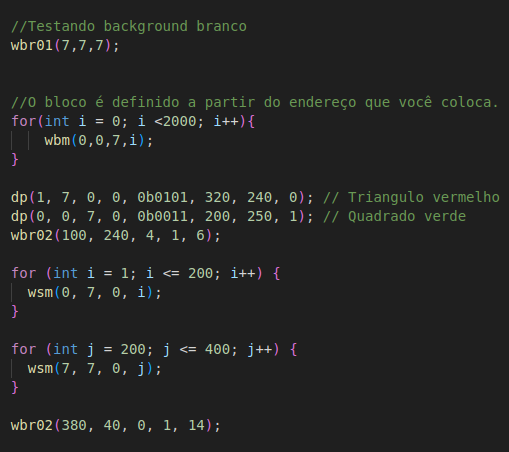 //Testando background branco
wbr01(7,7,7);
//O bloco é definido a partir do endereço que você coloca.
for(int i = 0; i <2000; i++){
wbm(0,0,7,i);
}
dp(1, 7, 0, 0, 0b0101, 320, 240, 0); // Triangulo vermelho
dp(0, 0, 7, 0, 0b0011, 200, 250, 1); // Quadrado verde
wbr02(100, 240, 4, 1, 6);
for (int i = 1; i <= 200; i++) {
wsm(0, 7, 0, i);
}
for (int j = 200; j <= 400; j++) {
wsm(7, 7, 0, j);
}
wbr02(380, 40, 0, 1, 14);